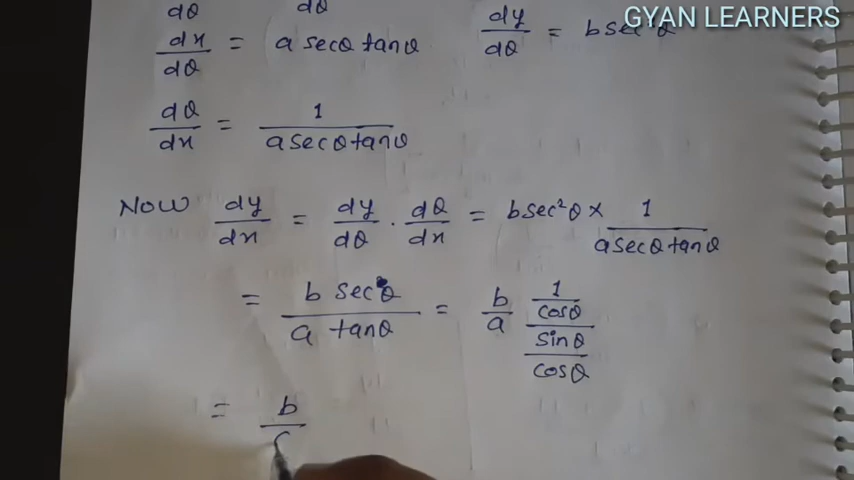 dθ dθ GYAN LEARNERS
dx/dθ = a secθ tanθ dy/dθ = b sec²θ
dθ/dx = 1/(a secθ tanθ)
Now dy/dx = dy/dθ · dθ/dx = b sec²θ × 1/(a secθ tanθ)
= b secθ/(a tanθ) = b/a (1/cosθ)/(sinθ/cosθ)
= b/